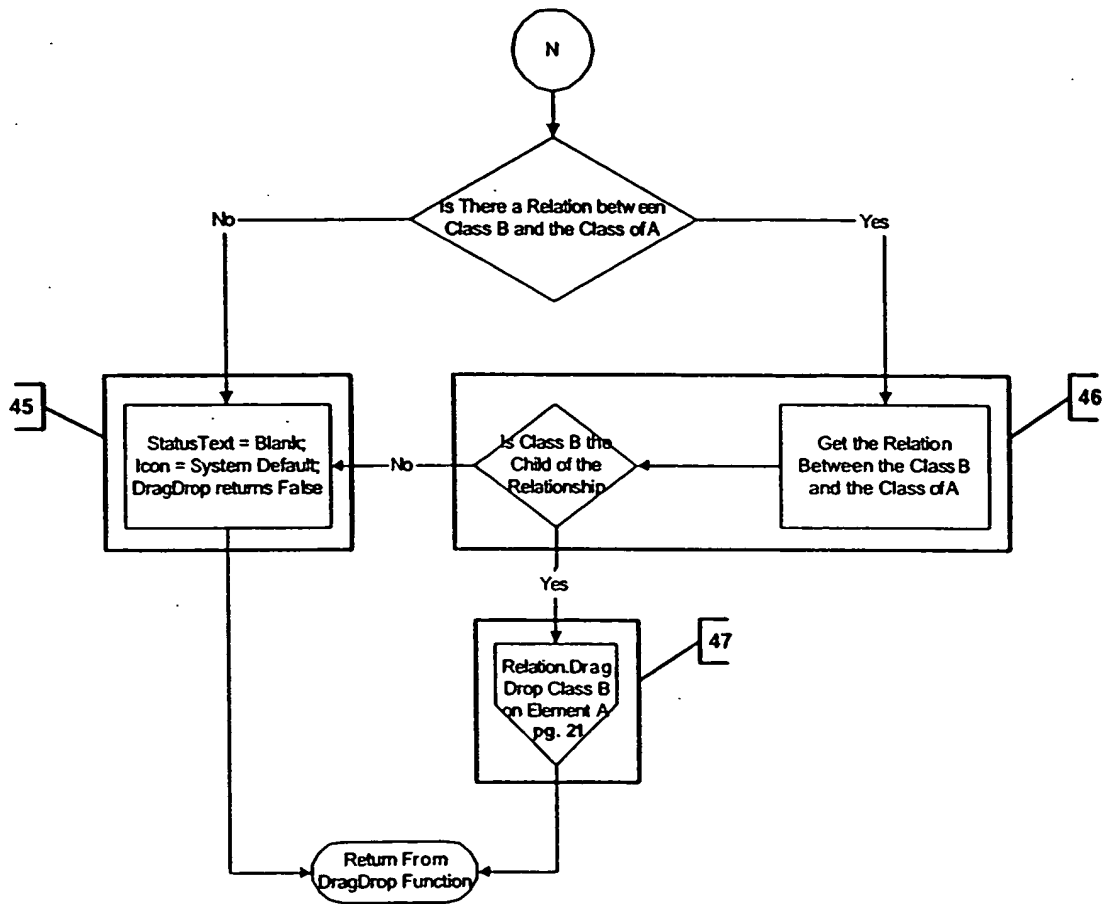 N
Is There a Relation between
Class B and the Class of A
No
Yes
45
46
StatusText = Blank;
Icon = System Default;
DragDrop returns False
No
Is Class B the
Child of the
Relationship
Get the Relation
Between the Class B
and the Class of A
Yes
47
Relation.Drag
Drop Class B
on Element A
pg. 21
Return From
DragDrop Function